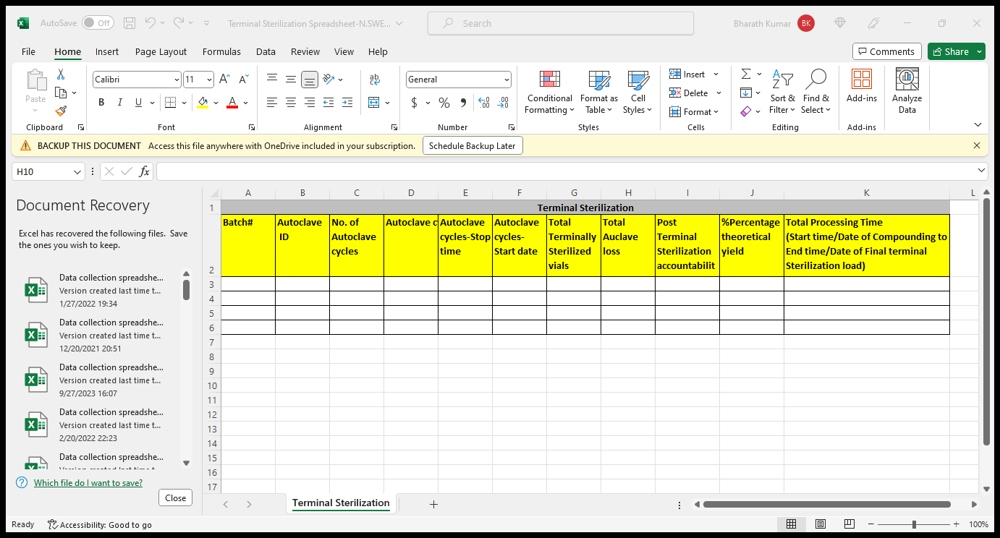 AutoSave Off Terminal Sterilization Spreadsheet-N.SWE... Search Bharath Kumar BK
File Home Insert Page Layout Formulas Data Review View Help Comments Share
Paste
Clipboard
Calibri 11
B I U A
Font
ab
Alignment
General
$ % 9
Number
Conditional
Formatting
Format as
Table
Cell
Styles
Styles
Insert
Delete
Format
Cells
Sort &
Filter
Find &
Select
Editing
Add-ins
Add-ins
Analyze
Data
BACKUP THIS DOCUMENT Access this file anywhere with OneDrive included in your subscription. Schedule Backup Later
H10 fx
Document Recovery
Excel has recovered the following files. Save
the ones you wish to keep.
Data collection spreadshe...
Version created last time t...
1/27/2022 19:34
Data collection spreadshe...
Version created last time t...
12/20/2021 20:51
Data collection spreadshe...
Version created last time t...
9/27/2023 16:07
Data collection spreadshe...
Version created last time t...
2/20/2022 22:23
Data collection spreadshe...
Which file do I want to save?
Close
A B C D E F G H I J K L
1 Terminal Sterilization
2
Batch#
Autoclave
ID
No. of
Autoclave
cycles
Autoclave c
Autoclave
cycles-Stop
time
Autoclave
cycles-
Start date
Total
Terminally
Sterilized
vials
Total
Auclave
loss
Post
Terminal
Sterilization
accountabilit
%Percentage
theoretical
yield
Total Processing Time
(Start time/Date of Compounding to
End time/Date of Final terminal
Sterilization load)
3
4
5
6
7
8
9
10
11
12
13
14
15
16
17
Terminal Sterilization
Ready Accessibility: Good to go 100%